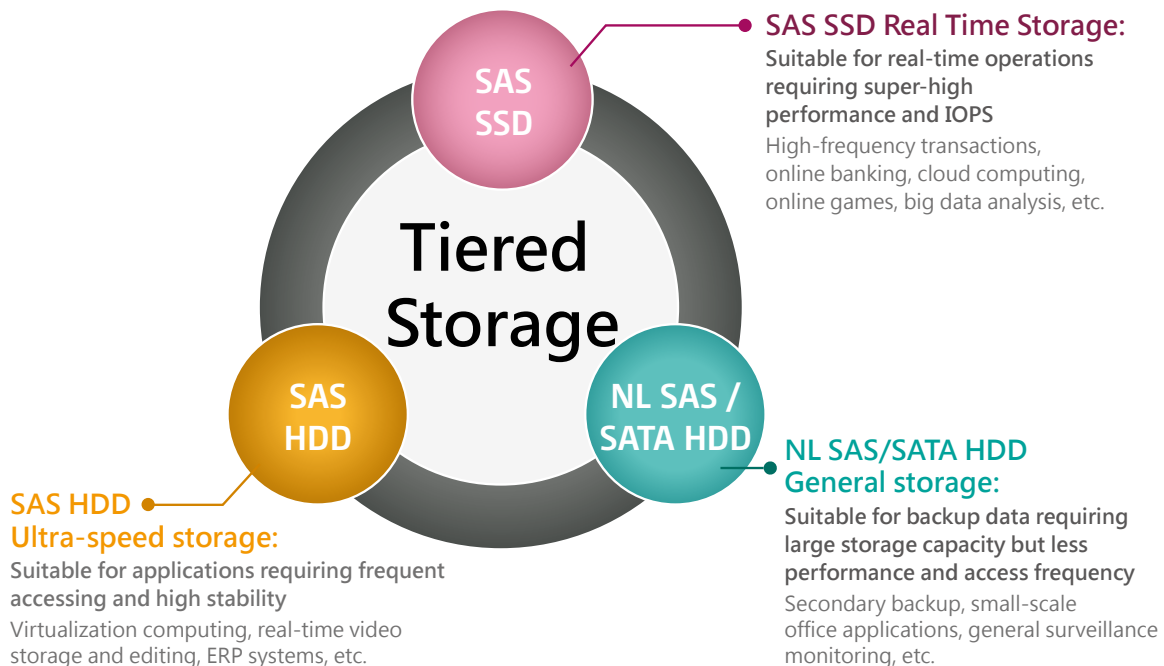 SAS SSD Real Time Storage:
Suitable for real-time operations
requiring super-high
performance and IOPS
High-frequency transactions,
online banking, cloud computing,
online games, big data analysis, etc.
SAS
SSD
Tiered
Storage
SAS
HDD
NL SAS /
SATA HDD
SAS HDD
Ultra-speed storage:
Suitable for applications requiring frequent
accessing and high stability
Virtualization computing, real-time video
storage and editing, ERP systems, etc.
NL SAS/SATA HDD
General storage:
Suitable for backup data requiring
large storage capacity but less
performance and access frequency
Secondary backup, small-scale
office applications, general surveillance
monitoring, etc.